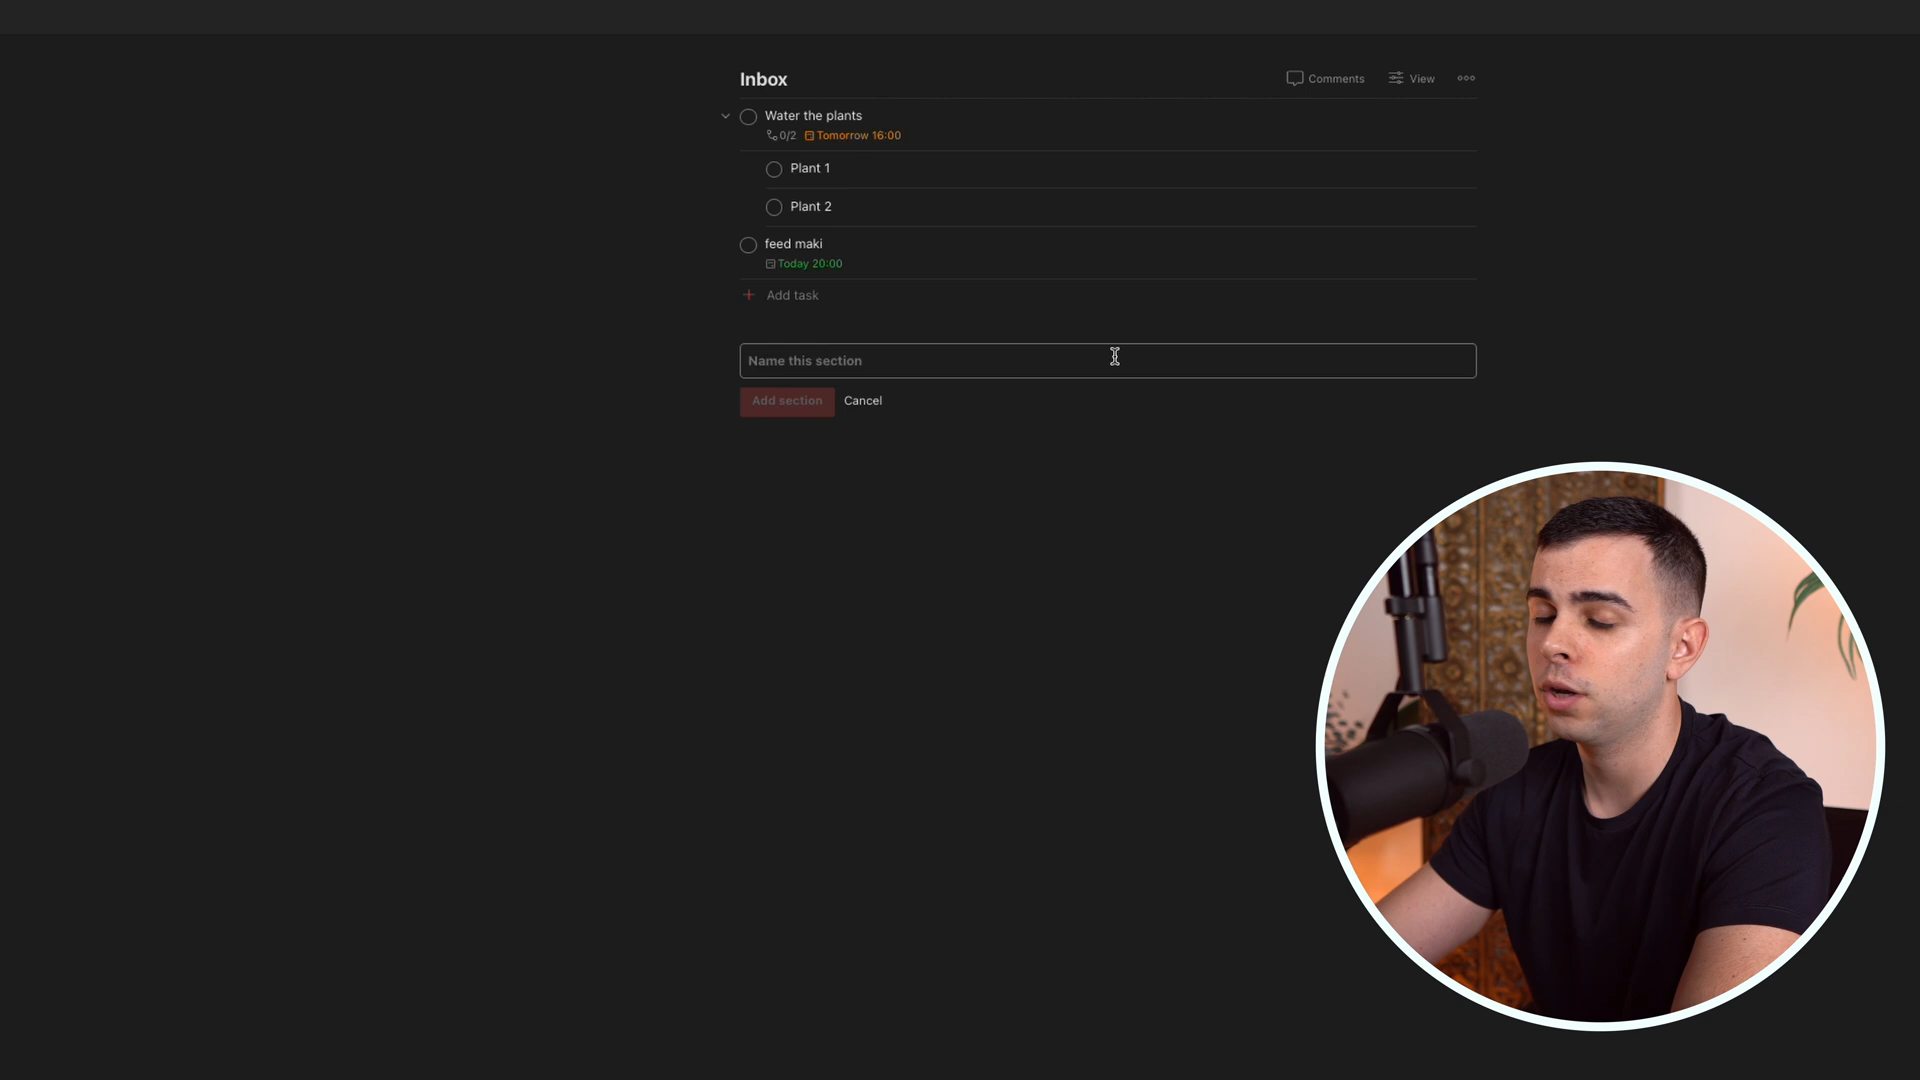 Inbox
Comments
View
Water the plants
0/2 Tomorrow 16:00
Plant 1
Plant 2
feed maki
Today 20:00
+ Add task
Name this section
Add section Cancel